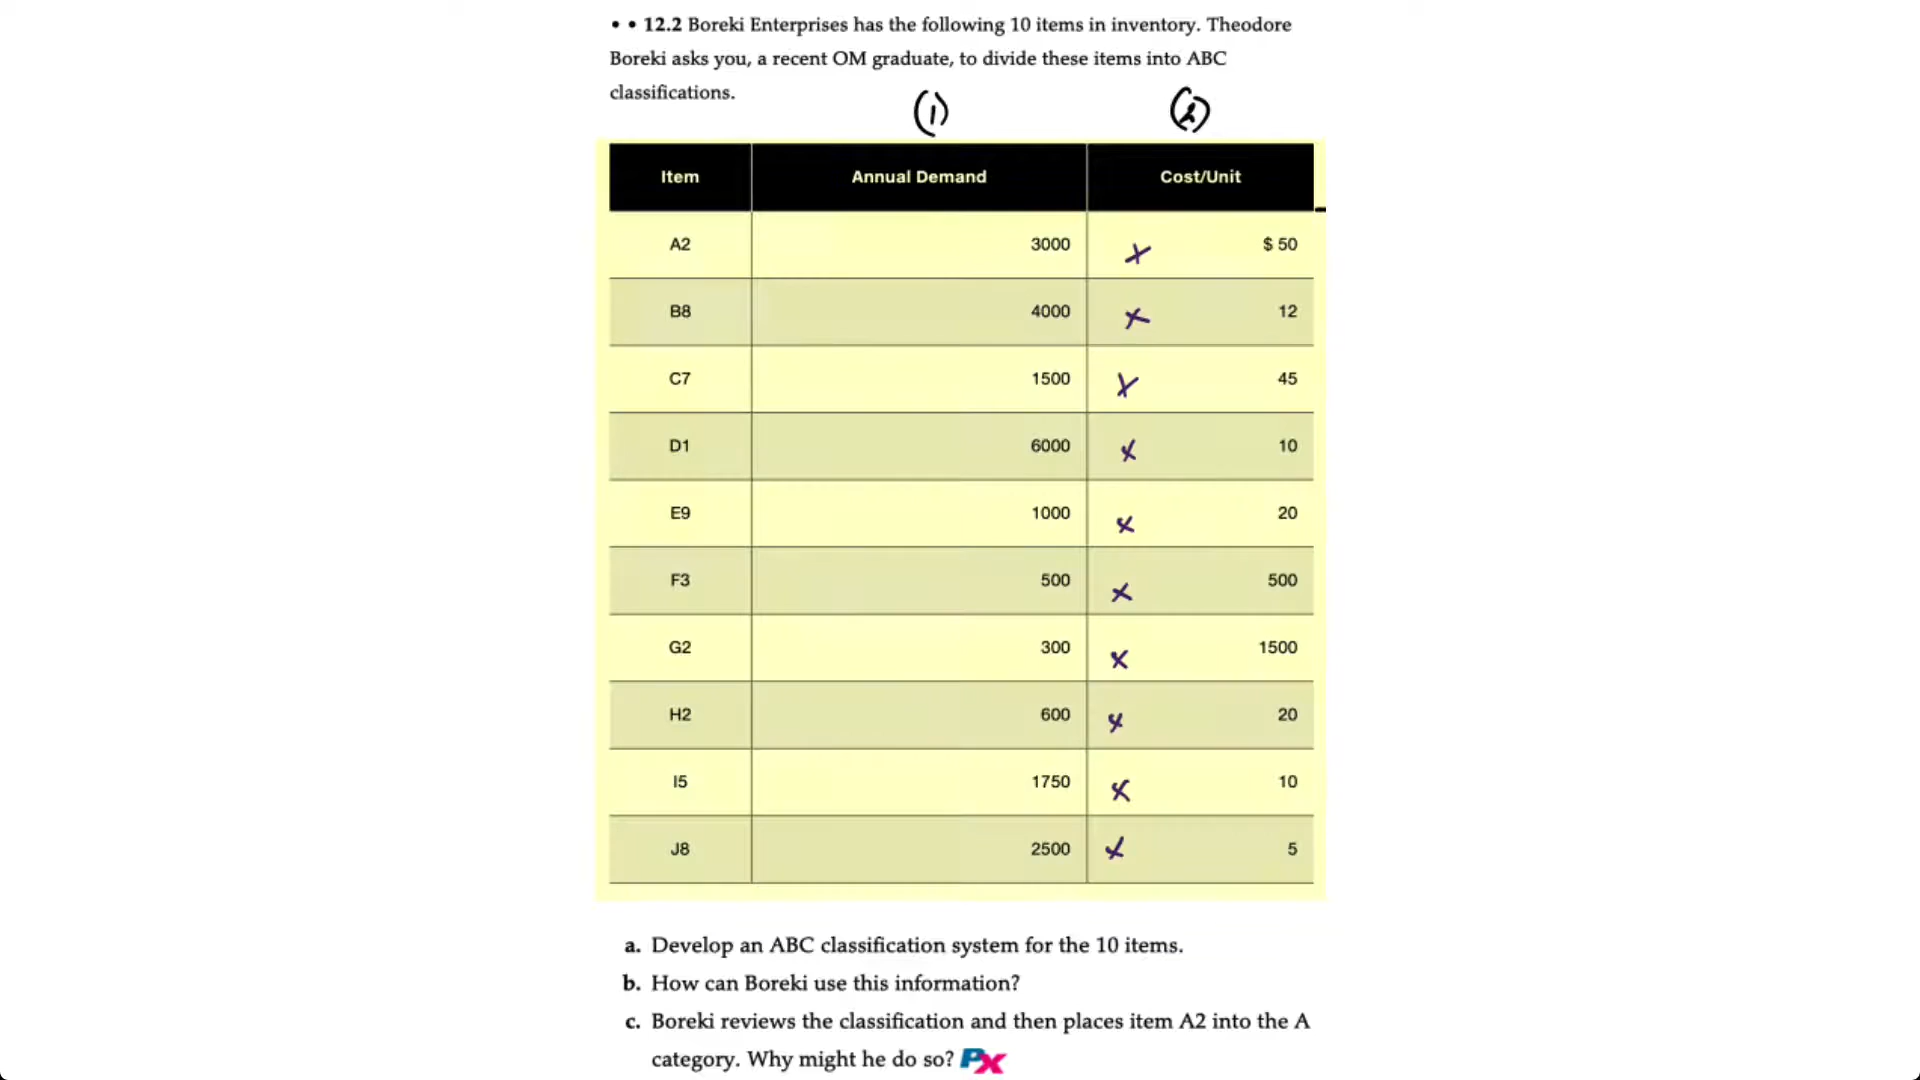 • • 12.2 Boreki Enterprises has the following 10 items in inventory. Theodore
Boreki asks you, a recent OM graduate, to divide these items into ABC
classifications.
(1) (2)
Item Annual Demand Cost/Unit
A2 3000 x $ 50
B8 4000 x 12
C7 1500 x 45
D1 6000 x 10
E9 1000 x 20
F3 500 x 500
G2 300 x 1500
H2 600 x 20
I5 1750 x 10
J8 2500 x 5
a. Develop an ABC classification system for the 10 items.
b. How can Boreki use this information?
c. Boreki reviews the classification and then places item A2 into the A
category. Why might he do so? PX